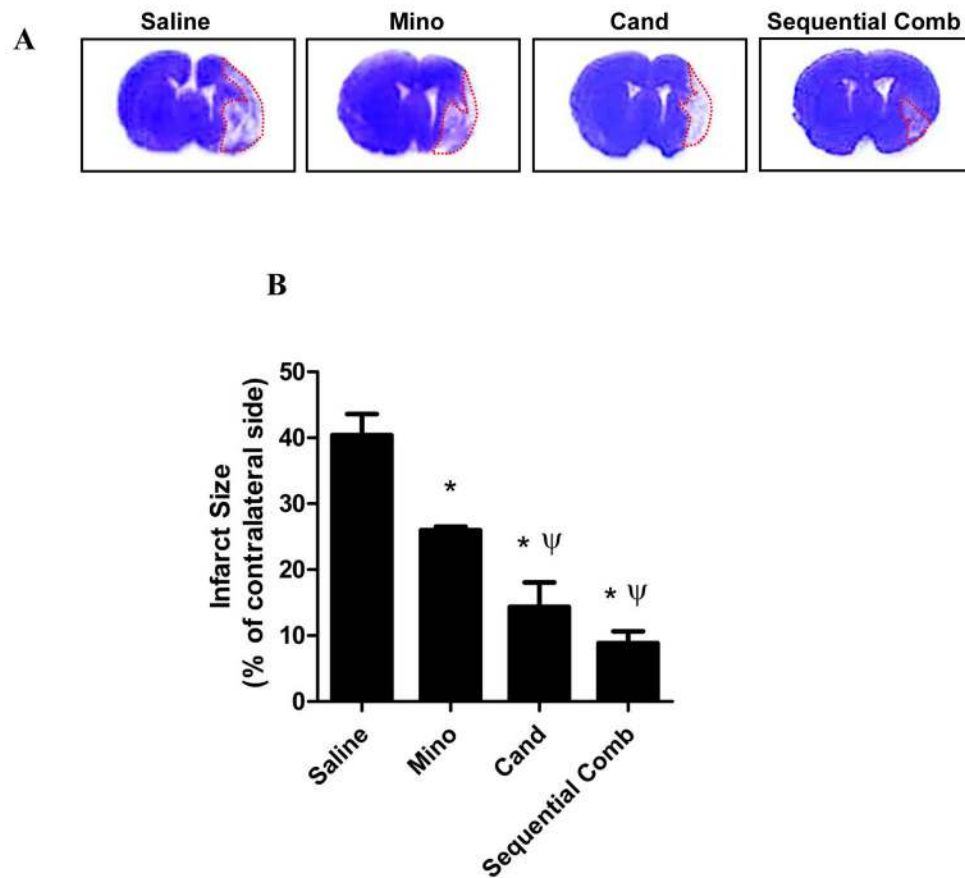 A
Saline Mino Cand Sequential Comb
B
Infarct Size
(% of contralateral side)
50
40
30
20
10
0
*
* ψ
* ψ
Saline
Mino
Cand
Sequential Comb